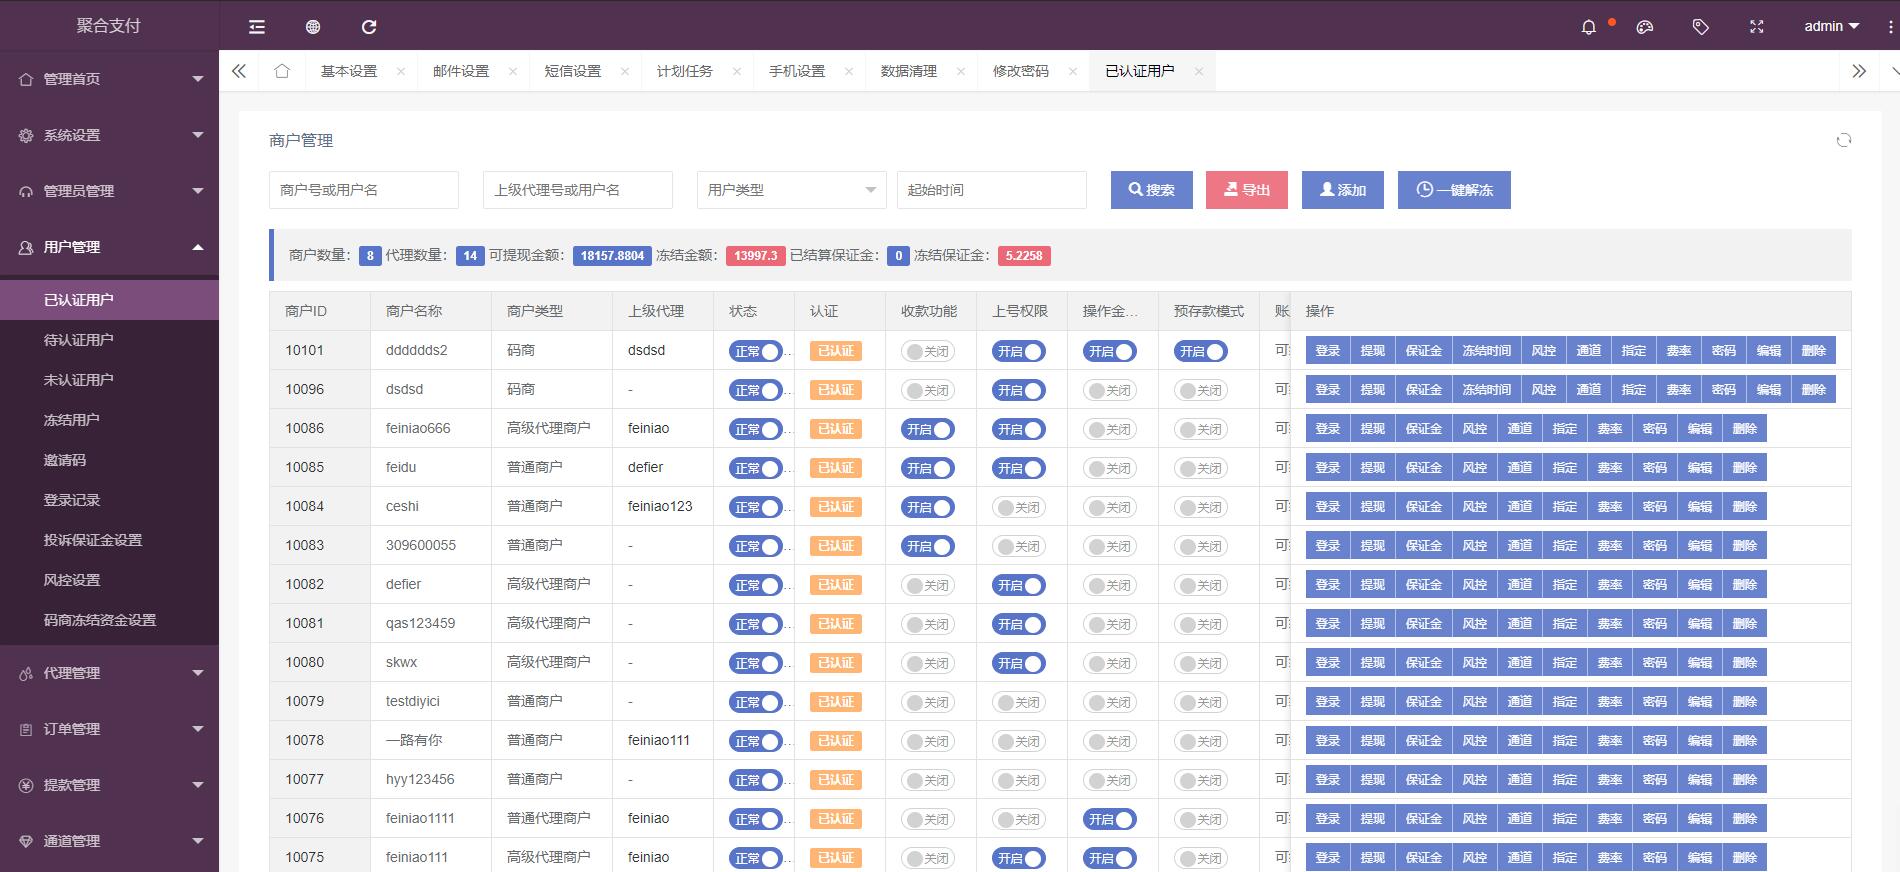 聚合支付
admin
管理首页
系统设置
管理员管理
用户管理
已认证用户
待认证用户
未认证用户
冻结用户
邀请码
登录记录
投诉保证金设置
风控设置
码商冻结资金设置
代理管理
订单管理
提款管理
通道管理
基本设置 邮件设置 短信设置 计划任务 手机设置 数据清理 修改密码 已认证用户
商户管理
商户号或用户名 上级代理号或用户名 用户类型 起始时间 搜索 导出 添加 一键解冻
商户数量： 8 代理数量： 14 可提现金额： 18157.8804 冻结金额： 13997.3 已结算保证金： 0 冻结保证金： 5.2258
商户ID 商户名称 商户类型 上级代理 状态 认证 收款功能 上号权限 操作金... 预存款模式 账 操作
10101 dddddds2 码商 dsdsd 正常 ... 已认证 关闭 开启 开启 开启 可 登录 提现 保证金 冻结时间 风控 通道 指定 费率 密码 编辑 删除
10096 dsdsd 码商 - 正常 ... 已认证 关闭 开启 关闭 关闭 可 登录 提现 保证金 冻结时间 风控 通道 指定 费率 密码 编辑 删除
10086 feiniao666 高级代理商户 feiniao 正常 ... 已认证 开启 开启 关闭 关闭 可 登录 提现 保证金 风控 通道 指定 费率 密码 编辑 删除
10085 feidu 普通商户 defier 正常 ... 已认证 开启 开启 关闭 关闭 可 登录 提现 保证金 风控 通道 指定 费率 密码 编辑 删除
10084 ceshi 普通商户 feiniao123 正常 ... 已认证 开启 关闭 关闭 关闭 可 登录 提现 保证金 风控 通道 指定 费率 密码 编辑 删除
10083 309600055 普通商户 - 正常 ... 已认证 开启 关闭 关闭 关闭 可 登录 提现 保证金 风控 通道 指定 费率 密码 编辑 删除
10082 defier 高级代理商户 - 正常 ... 已认证 关闭 开启 关闭 关闭 可 登录 提现 保证金 风控 通道 指定 费率 密码 编辑 删除
10081 qas123459 高级代理商户 - 正常 ... 已认证 关闭 开启 关闭 关闭 可 登录 提现 保证金 风控 通道 指定 费率 密码 编辑 删除
10080 skwx 高级代理商户 - 正常 ... 已认证 关闭 开启 关闭 关闭 可 登录 提现 保证金 风控 通道 指定 费率 密码 编辑 删除
10079 testdiyici 普通商户 - 正常 ... 已认证 关闭 关闭 关闭 关闭 可 登录 提现 保证金 风控 通道 指定 费率 密码 编辑 删除
10078 一路有你 普通商户 feiniao111 正常 ... 已认证 关闭 关闭 关闭 关闭 可 登录 提现 保证金 风控 通道 指定 费率 密码 编辑 删除
10077 hyy123456 普通商户 - 正常 ... 已认证 关闭 关闭 关闭 关闭 可 登录 提现 保证金 风控 通道 指定 费率 密码 编辑 删除
10076 feiniao1111 普通代理商户 feiniao 正常 ... 已认证 关闭 关闭 开启 关闭 可 登录 提现 保证金 风控 通道 指定 费率 密码 编辑 删除
10075 feiniao111 高级代理商户 feiniao 正常 ... 已认证 关闭 开启 开启 关闭 可 登录 提现 保证金 风控 通道 指定 费率 密码 编辑 删除